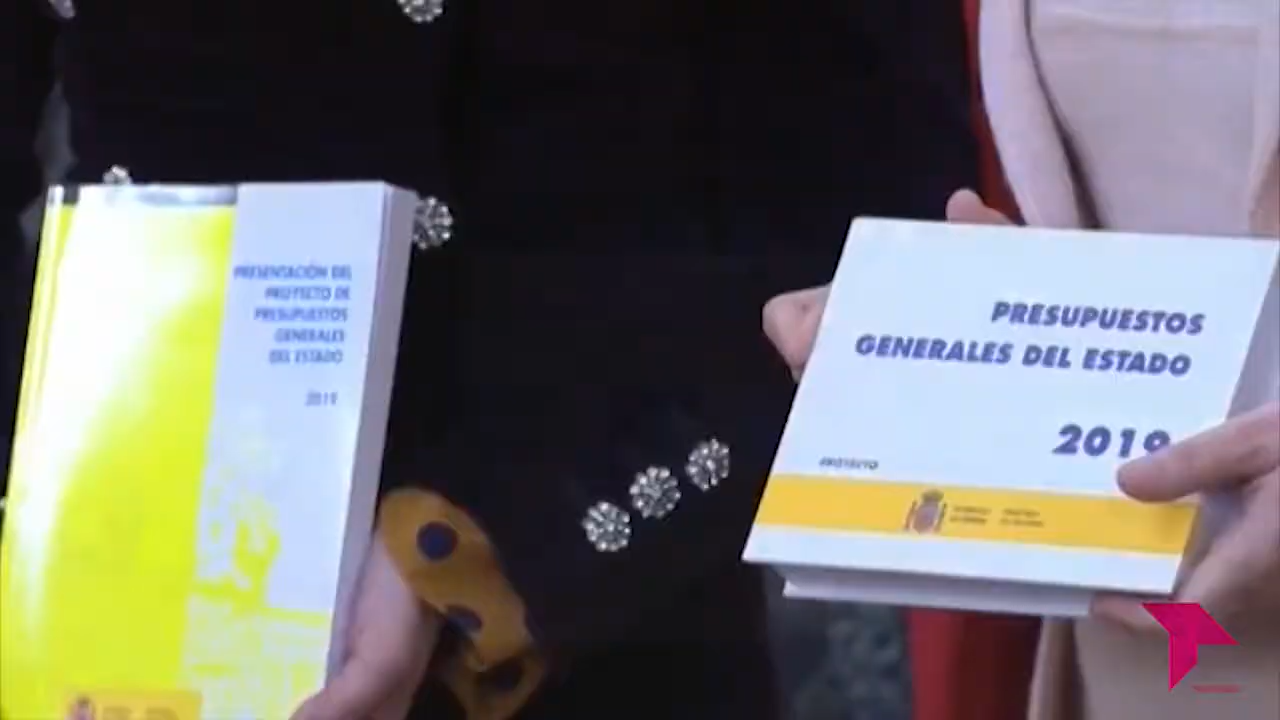 PRESENTACIÓN DEL
PROYECTO DE
PRESUPUESTOS
GENERALES
DEL ESTADO
2019
PRESUPUESTOS
GENERALES DEL ESTADO
2019
PROYECTO